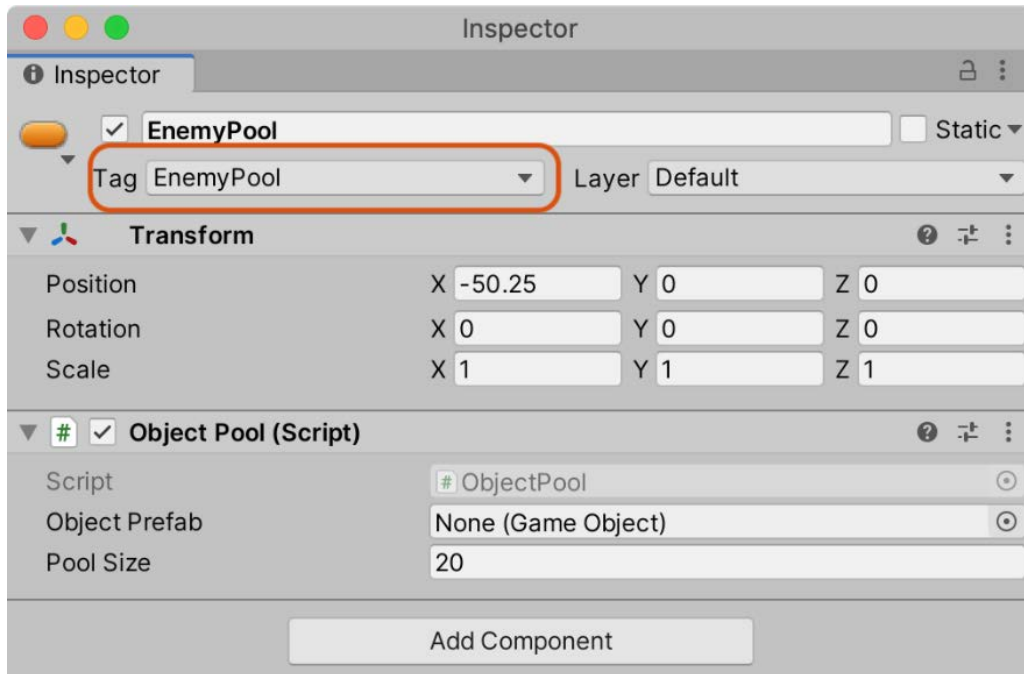 Inspector
Inspector
EnemyPool Static
Tag EnemyPool Layer Default
Transform
Position X -50.25 Y 0 Z 0
Rotation X 0 Y 0 Z 0
Scale X 1 Y 1 Z 1
# Object Pool (Script)
Script # ObjectPool
Object Prefab None (Game Object)
Pool Size 20
Add Component